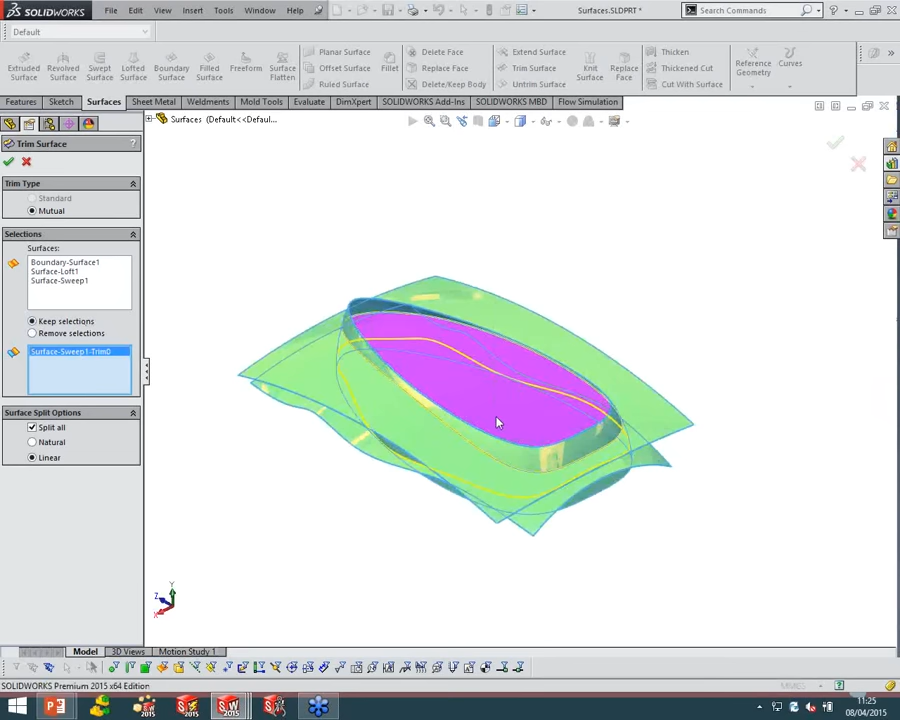 SOLIDWORKS File Edit View Insert Tools Help Surfaces.SLDPRT * Search Commands
Default
Extruded Surface
Revolved Surface
Swept Surface
Lofted Surface
Boundary Surface
Filled Surface
Freeform
Surface Flatten
Planar Surface
Offset Surface
Ruled Surface
Fillet
Delete Face
Replace Face
Delete/Keep Body
Extend Surface
Trim Surface
Untrim Surface
Knit Surface
Replace Face
Thicken
Thickened Cut
Cut With Surface
Reference Geometry
Curves
Features Sketch Surfaces Sheet Metal Weldments Mold Tools Evaluate DimXpert SOLIDWORKS Add-Ins SOLIDWORKS MBD Flow Simulation
Surfaces (Default<<Defaul...
Trim Surface ?
Trim Type
Standard
Mutual
Selections
Surfaces:
Boundary-Surface1
Surface-Loft1
Surface-Sweep1
Keep selections
Remove selections
Surface-Sweep1-Trim0
Surface Split Options
Split all
Natural
Linear
Y
Z
X
Model 3D Views Motion Study 1
SOLIDWORKS Premium 2015 x64 Edition MMGS
11:25
08/04/2015